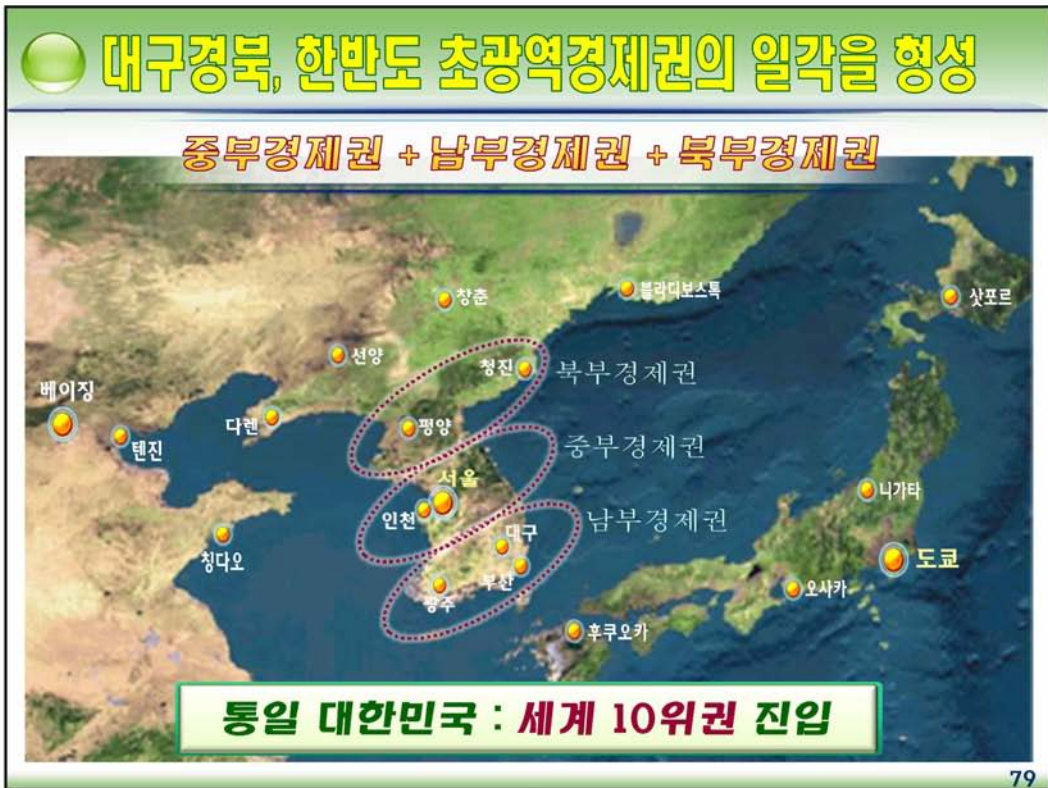 대구경북, 한반도 초광역경제권의 일각을 형성
중부경제권 + 남부경제권 + 북부경제권
창춘
블라디보스톡
삿포르
선양
청진
북부경제권
베이징
다렌
평양
텐진
중부경제권
서울
니가타
인천
남부경제권
칭다오
대구
도쿄
부산
광주
오사카
후쿠오카
통일 대한민국 : 세계 10위권 진입
79